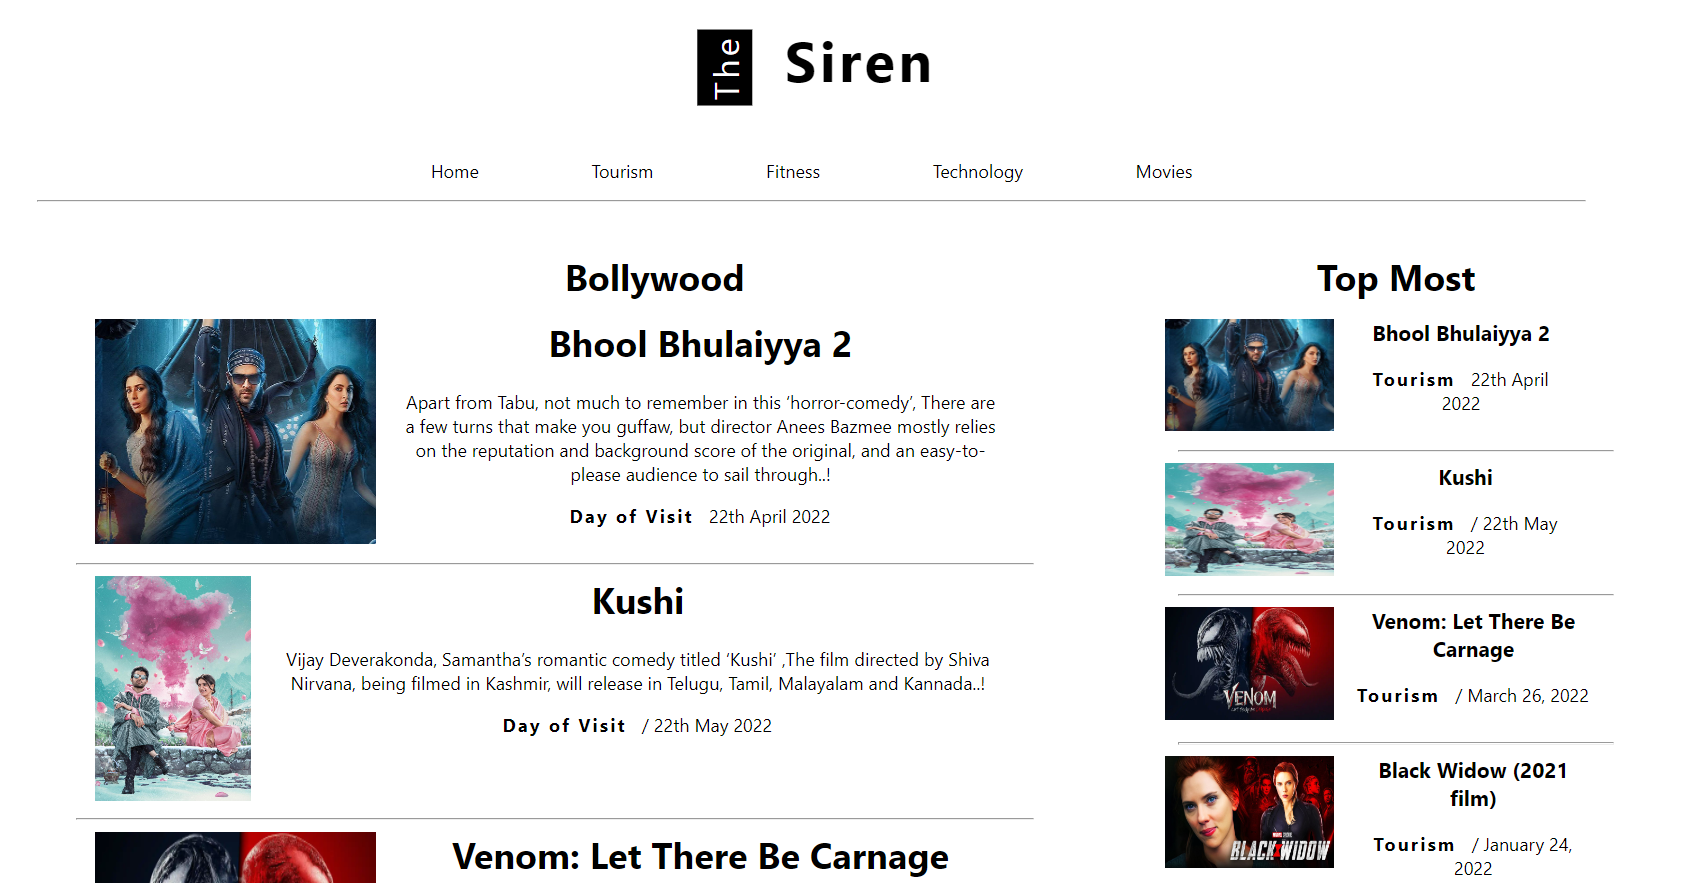 The Siren
Home Tourism Fitness Technology Movies
Bollywood
Bhool Bhulaiyya 2
Apart from Tabu, not much to remember in this ‘horror-comedy’, There are
a few turns that make you guffaw, but director Anees Bazmee mostly relies
on the reputation and background score of the original, and an easy-to-
please audience to sail through..!
Day of Visit 22th April 2022
Kushi
Vijay Deverakonda, Samantha’s romantic comedy titled ‘Kushi’ ,The film directed by Shiva
Nirvana, being filmed in Kashmir, will release in Telugu, Tamil, Malayalam and Kannada..!
Day of Visit / 22th May 2022
Venom: Let There Be Carnage
Top Most
Bhool Bhulaiyya 2
Tourism 22th April
2022
Kushi
Tourism / 22th May
2022
VENOM
Venom: Let There Be
Carnage
Tourism / March 26, 2022
BLACK WIDOW
Black Widow (2021
film)
Tourism / January 24,
2022